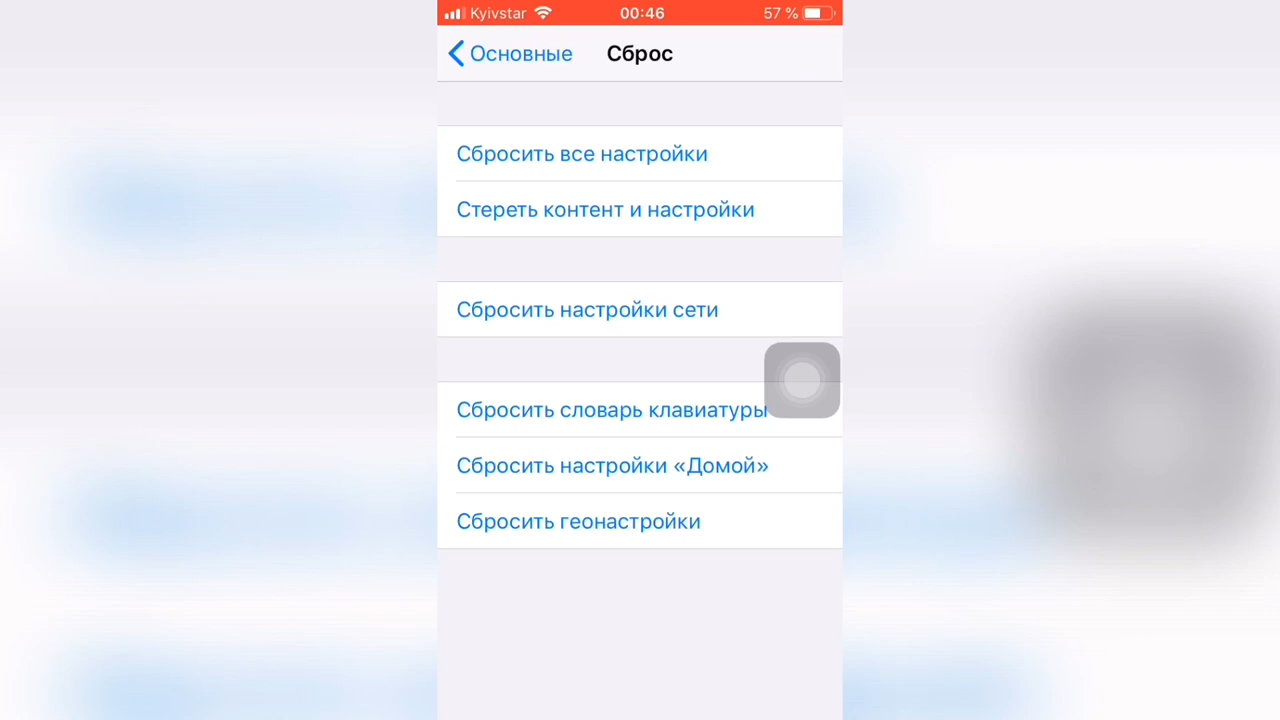 Kyivstar 00:46 57 %
Основные Сброс
Сбросить все настройки
Стереть контент и настройки
Сбросить настройки сети
Сбросить словарь клавиатуры
Сбросить настройки «Домой»
Сбросить геонастройки